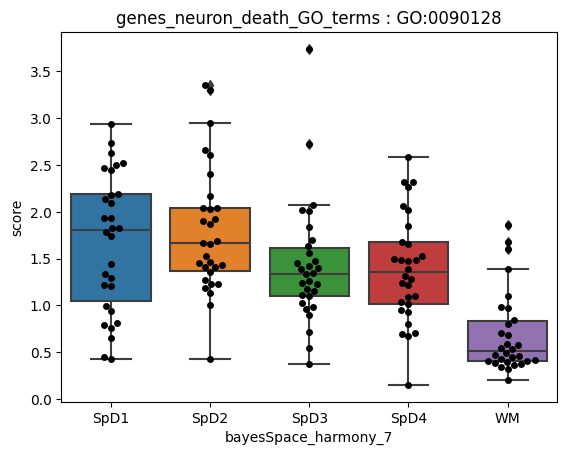 genes_neuron_death_GO_terms : GO:0090128
score
3.5
3.0
2.5
2.0
1.5
1.0
0.5
0.0
SpD1 SpD2 SpD3 SpD4 WM
bayesSpace_harmony_7